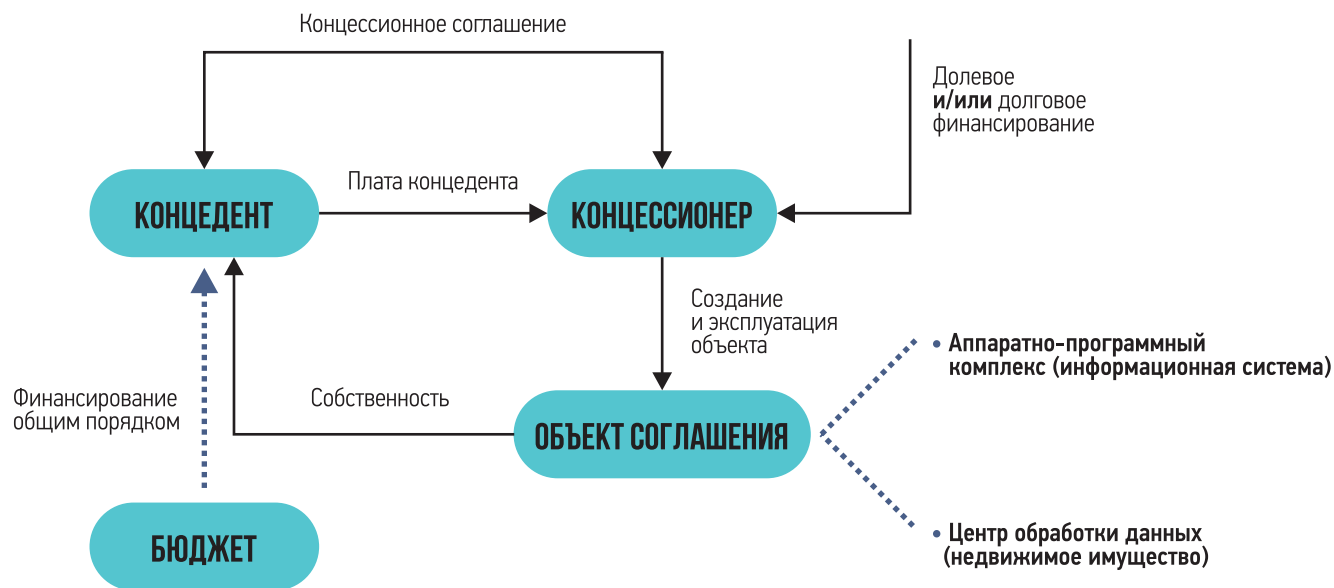 Концессионное соглашение
Долевое
и/или долговое
финансирование
Плата концедента
КОНЦЕДЕНТ
КОНЦЕССИОНЕР
Создание
и эксплуатация
объекта
• Аппаратно-программный
комплекс (информационная система)
Финансирование
общим порядком
Собственность
ОБЪЕКТ СОГЛАШЕНИЯ
• Центр обработки данных
(недвижимое имущество)
БЮДЖЕТ